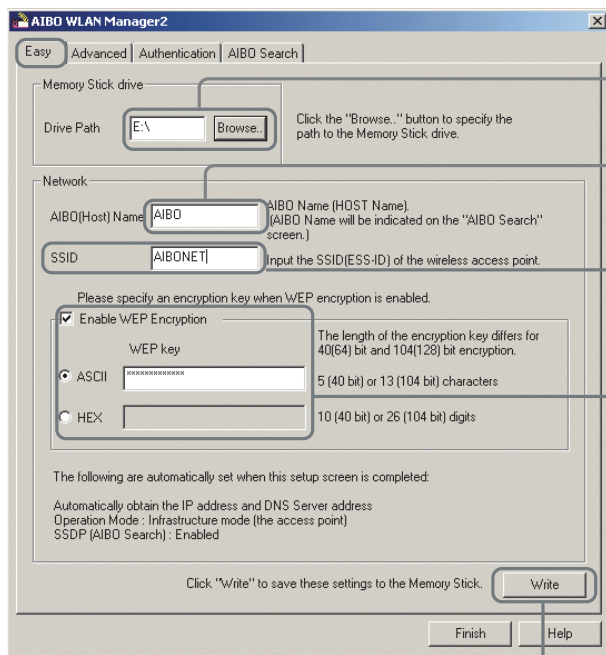 AIBO WLAN Manager2
Easy Advanced Authentication AIBO Search
Memory Stick drive
Drive Path E:\ Browse..
Click the "Browse.." button to specify the
path to the Memory Stick drive.
Network
AIBO(Host) Name AIBO
AIBO Name (HOST Name).
(AIBO Name will be indicated on the "AIBO Search"
screen.)
SSID AIBONET
Input the SSID(ESS-ID) of the wireless access point.
Please specify an encryption key when WEP encryption is enabled.
Enable WEP Encryption
WEP key
The length of the encryption key differs for
40(64) bit and 104(128) bit encryption.
ASCII *************
5 (40 bit) or 13 (104 bit) characters
HEX
10 (40 bit) or 26 (104 bit) digits
The following are automatically set when this setup screen is completed:
Automatically obtain the IP address and DNS Server address
Operation Mode : Infrastructure mode (the access point)
SSDP (AIBO Search) : Enabled
Click "Write" to save these settings to the Memory Stick. Write
Finish Help